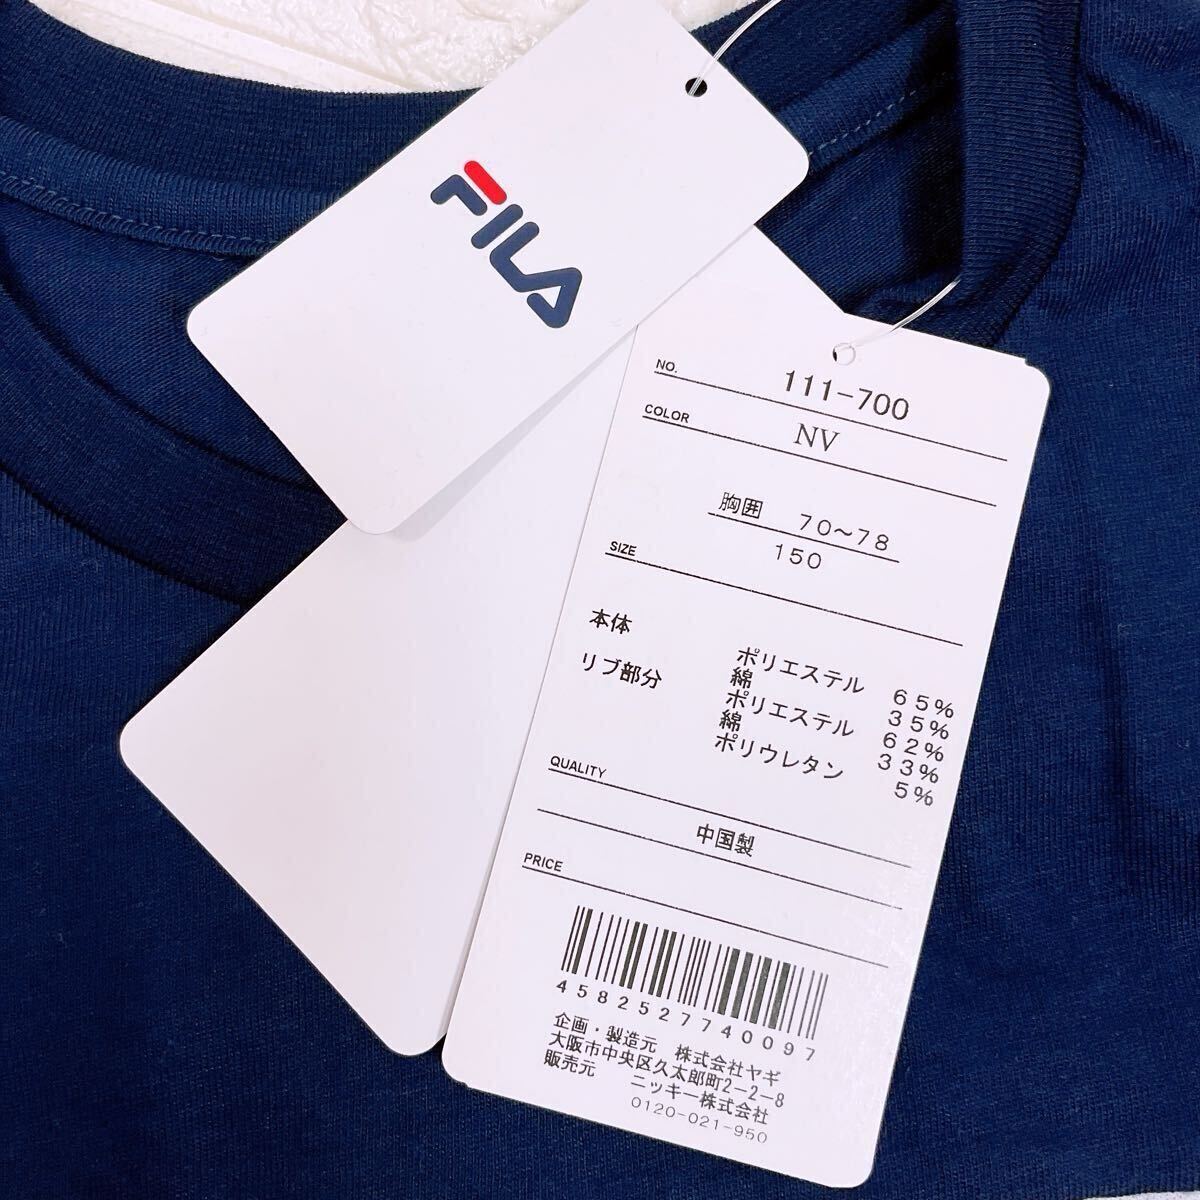 FILA
NO. 111-700
COLOR NV
胸囲 70~78
SIZE 150
本体 ポリエステル 65%
綿 35%
リブ部分 ポリエステル 62%
綿 33%
ポリウレタン 5%
QUALITY
中国製
PRICE
4582527740097
企画・製造元 株式会社ヤギ
大阪市中央区久太郎町2-2-8
販売元 ニッキー株式会社
0120-021-950